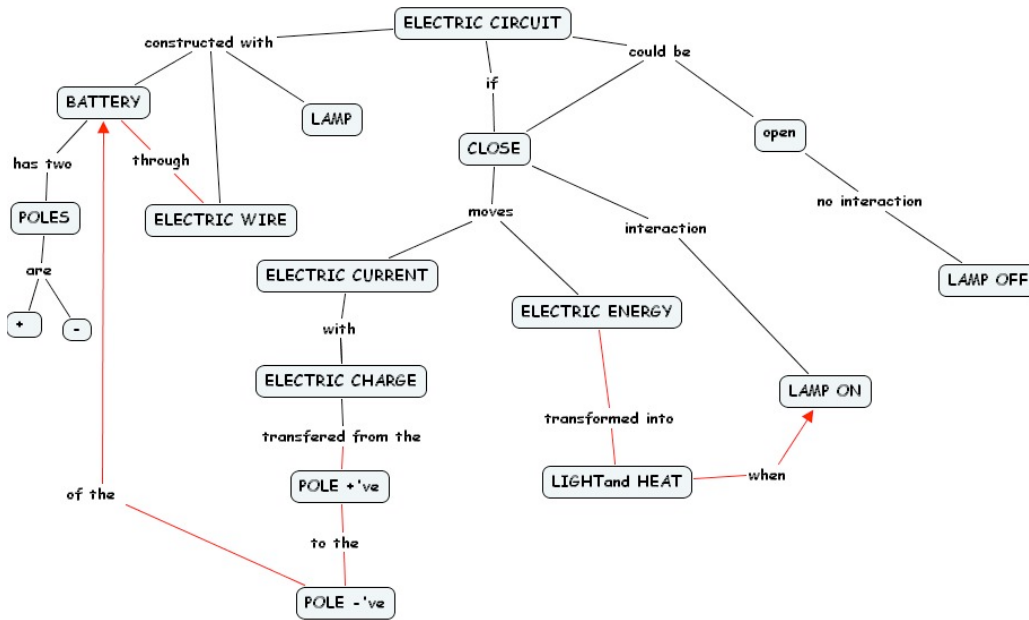 ELECTRIC CIRCUIT
constructed with
could be
if
BATTERY
LAMP
open
CLOSE
has two
through
no interaction
POLES
ELECTRIC WIRE
moves
interaction
are
ELECTRIC CURRENT
LAMP OFF
ELECTRIC ENERGY
+
-
with
ELECTRIC CHARGE
LAMP ON
transfered from the
transformed into
POLE +'ve
LIGHTand HEAT
when
of the
to the
POLE -'ve